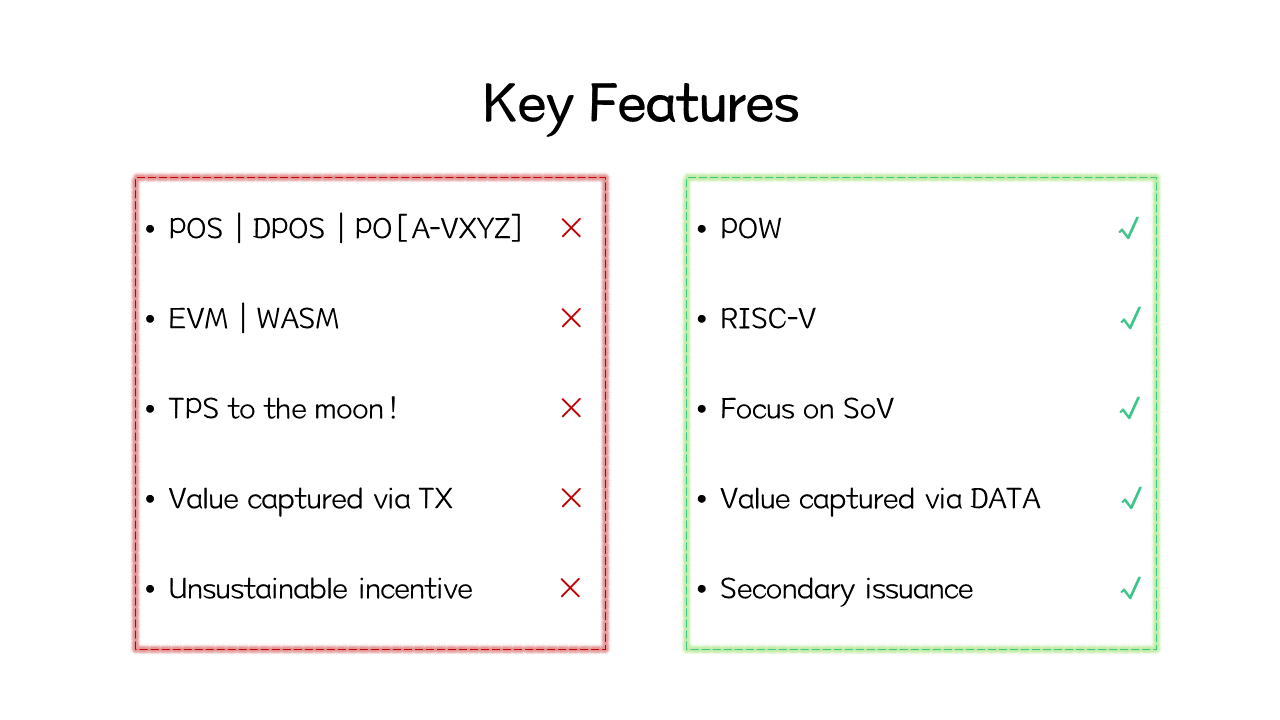 Key Features
• POS | DPOS | PO[A-VXYZ] ×
• EVM | WASM ×
• TPS to the moon! ×
• Value captured via TX ×
• Unsustainable incentive ×
• POW √
• RISC-V √
• Focus on SoV √
• Value captured via DATA √
• Secondary issuance √